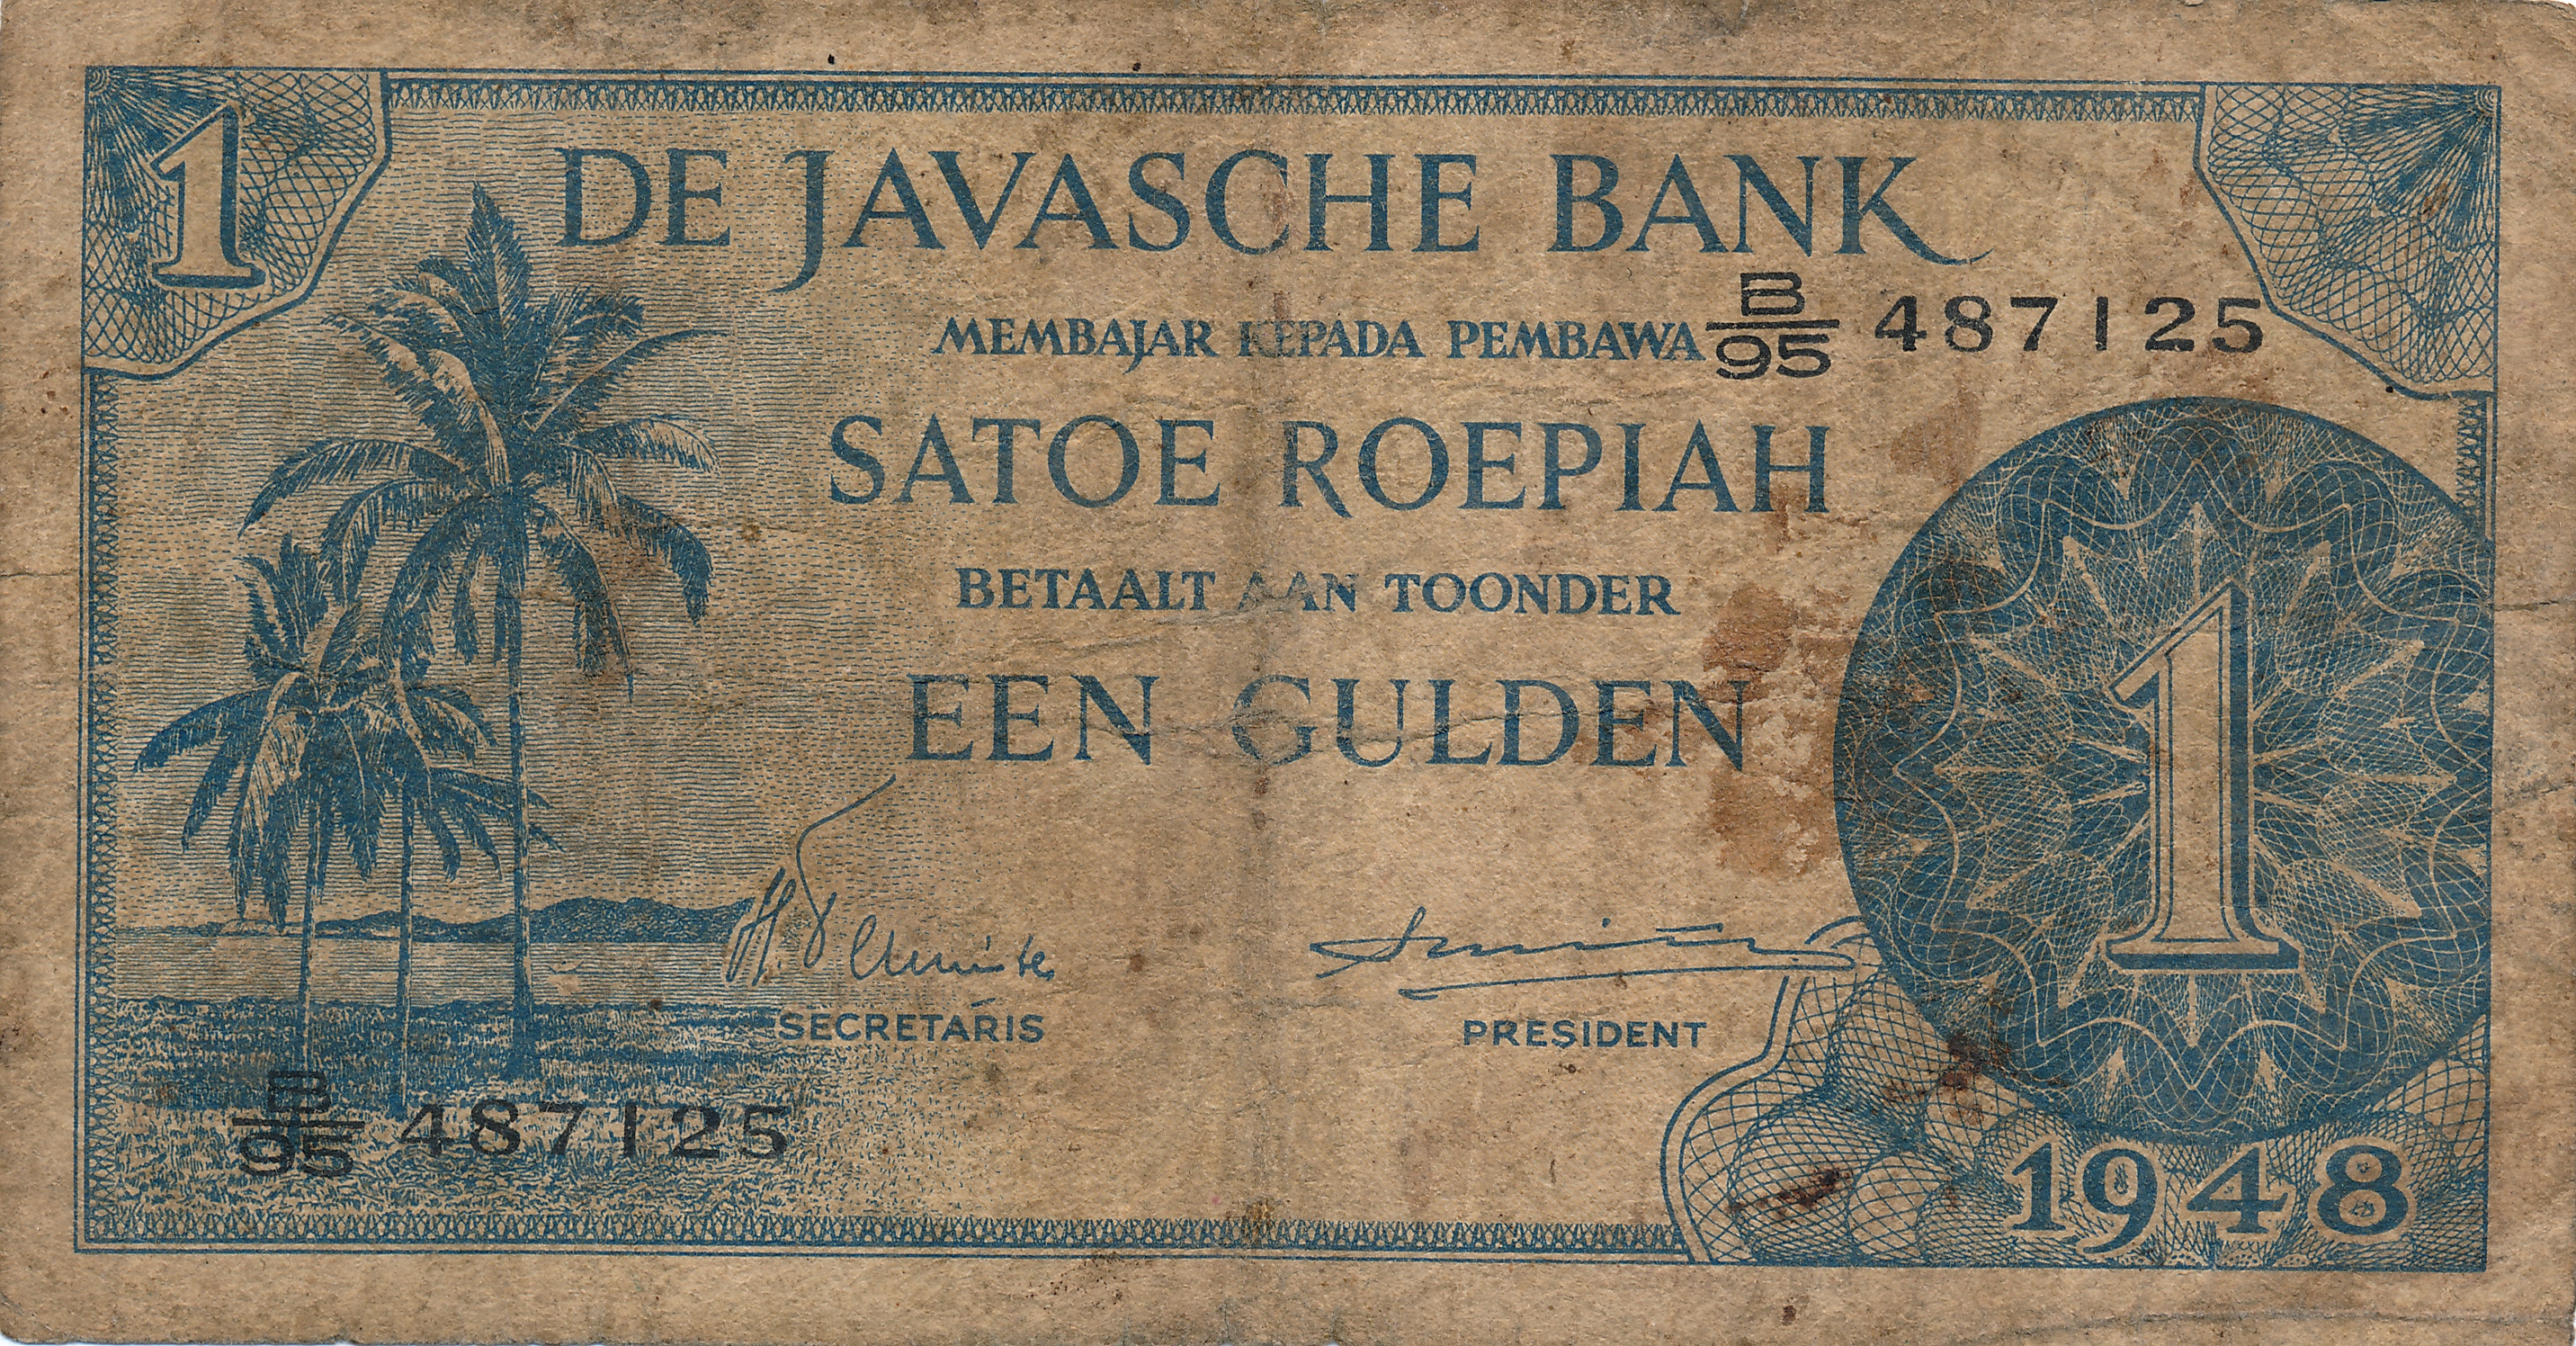 1
DE JAVASCHE BANK
MEMBAJAR KEPADA PEMBAWA
B/95 487125
SATOE ROEPIAH
BETAALT AAN TOONDER
EEN GULDEN
1
SECRETARIS
PRESIDENT
B/95 487125
1948